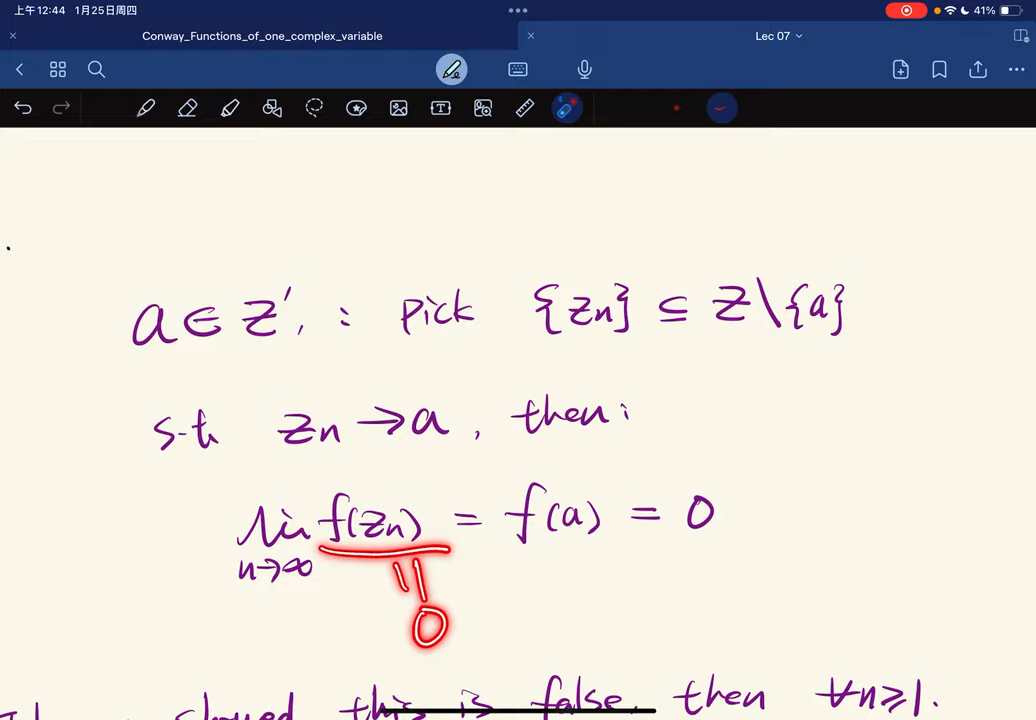 上午12:44 1月25日周四
41%
Conway_Functions_of_one_complex_variable
Lec 07
a ∈ Z', : pick {zn} ⊆ Z\{a}
s.t. zn → a, then:
lim f(zn) = f(a) = 0
n→∞
=
0
showed this is false, then ∀n≥1.